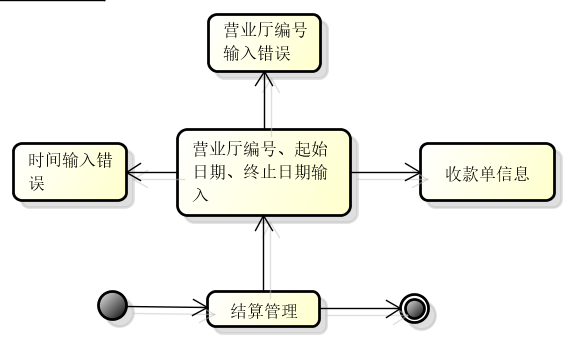 营业厅编号
输入错误
时间输入错
误
营业厅编号、起始
日期、终止日期输
入
收款单信息
结算管理